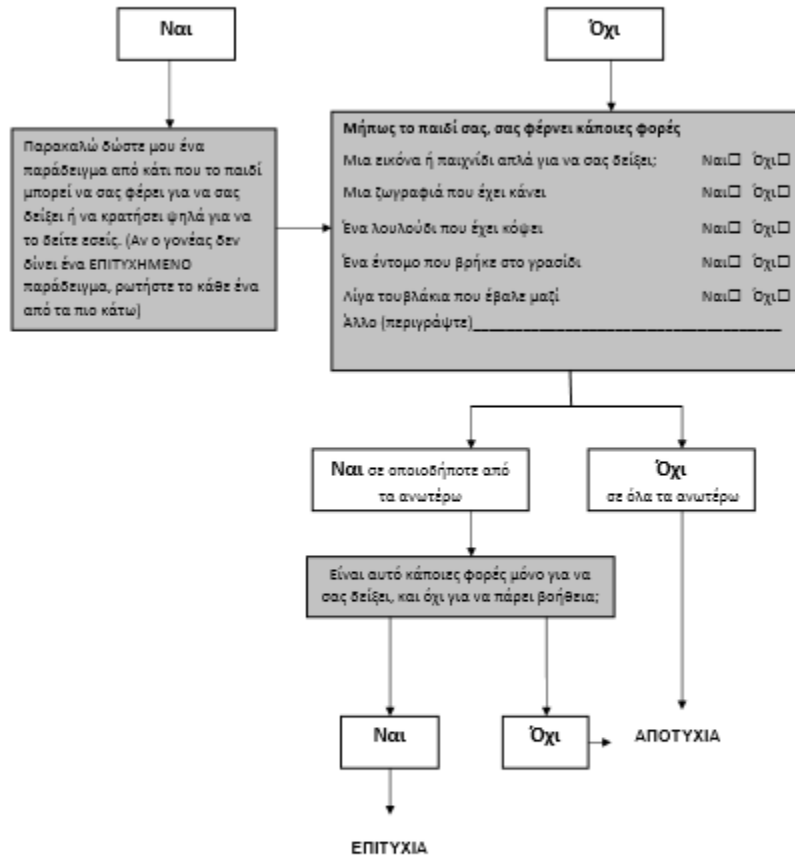 Ναι
Όχι
Παρακαλώ δώστε μου ένα
παράδειγμα από κάτι που το παιδί
μπορεί να σας φέρει για να σας
δείξει ή να κρατήσει ψηλά για να
το δείτε εσείς. (Αν ο γονέας δεν
δίνει ένα ΕΠΙΤΥΧΗΜΕΝΟ
παράδειγμα, ρωτήστε το κάθε ένα
από τα πιο κάτω)
Μήπως το παιδί σας, σας φέρνει κάποιες φορές
Μια εικόνα ή παιχνίδι απλά για να σας δείξει; Ναι☐ Όχι☐
Μια ζωγραφιά που έχει κάνει Ναι☐ Όχι☐
Ένα λουλούδι που έχει κόψει Ναι☐ Όχι☐
Ένα έντομο που βρήκε στο γρασίδι Ναι☐ Όχι☐
Λίγα τουβλάκια που έβαλε μαζί Ναι☐ Όχι☐
Άλλο (περιγράψτε)_____________________________________
Ναι σε οποιοδήποτε από
τα ανωτέρω
Όχι
σε όλα τα ανωτέρω
Είναι αυτό κάποιες φορές μόνο για να
σας δείξει, και όχι για να πάρει βοήθεια;
Ναι
Όχι
ΑΠΟΤΥΧΙΑ
ΕΠΙΤΥΧΙΑ